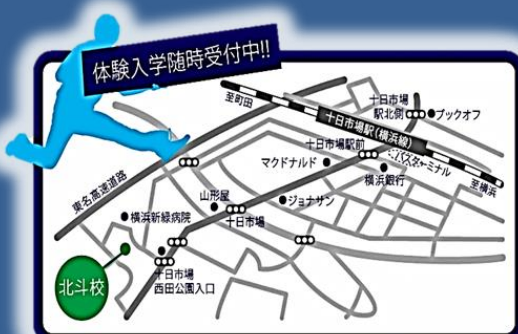 体験入学随時受付中!!
至町田
十日市場
駅北側
ブックオフ
十日市場駅(横浜線)
十日市場駅前
バスターミナル
マクドナルド
横浜銀行
至横浜
東名高速道路
山形屋
ジョナサン
横浜新緑病院
十日市場
北斗校
十日市場
西田公園入口